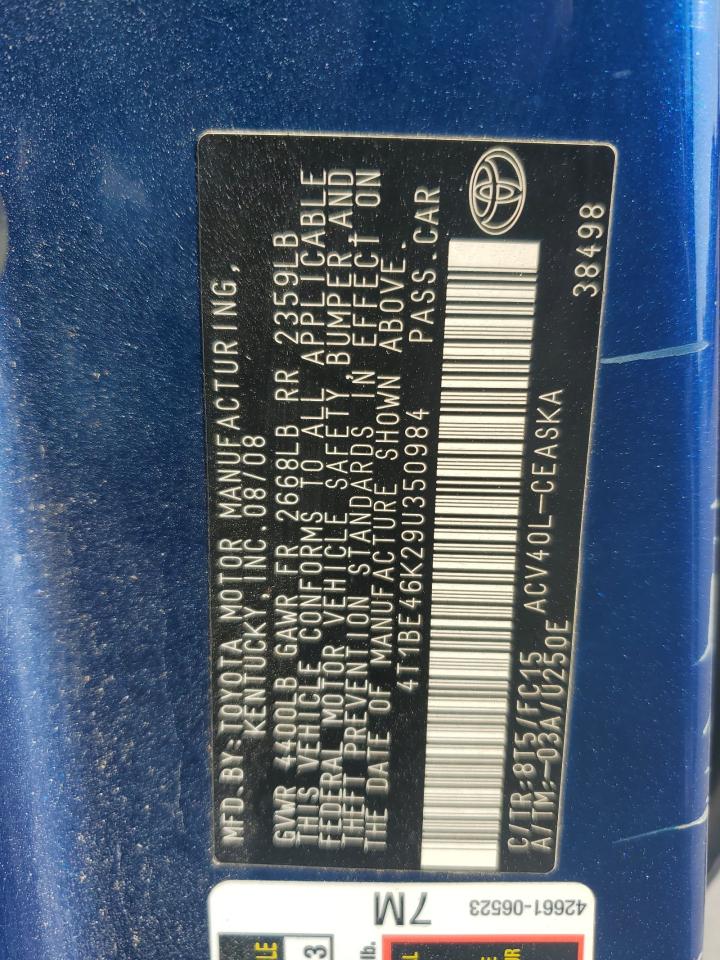 MFD.BY:TOYOTA MOTOR MANUFACTURING,
KENTUCKY, INC. 08/08
GVWR 4400LB GAWR FR 2668LB RR 2359LB
THIS VEHICLE CONFORMS TO ALL APPLICABLE
FEDERAL MOTOR VEHICLE SAFETY, BUMPER AND
THEFT PREVENTION STANDARDS IN EFFECT ON
THE DATE OF MANUFACTURE SHOWN ABOVE.
4T1BE46K29U350984 PASS.CAR
C/TR:8T5/FC15 ACV40L-CEASKA
A/TM:-03A/U250E
38498
42661-06523
7M
3
lb.